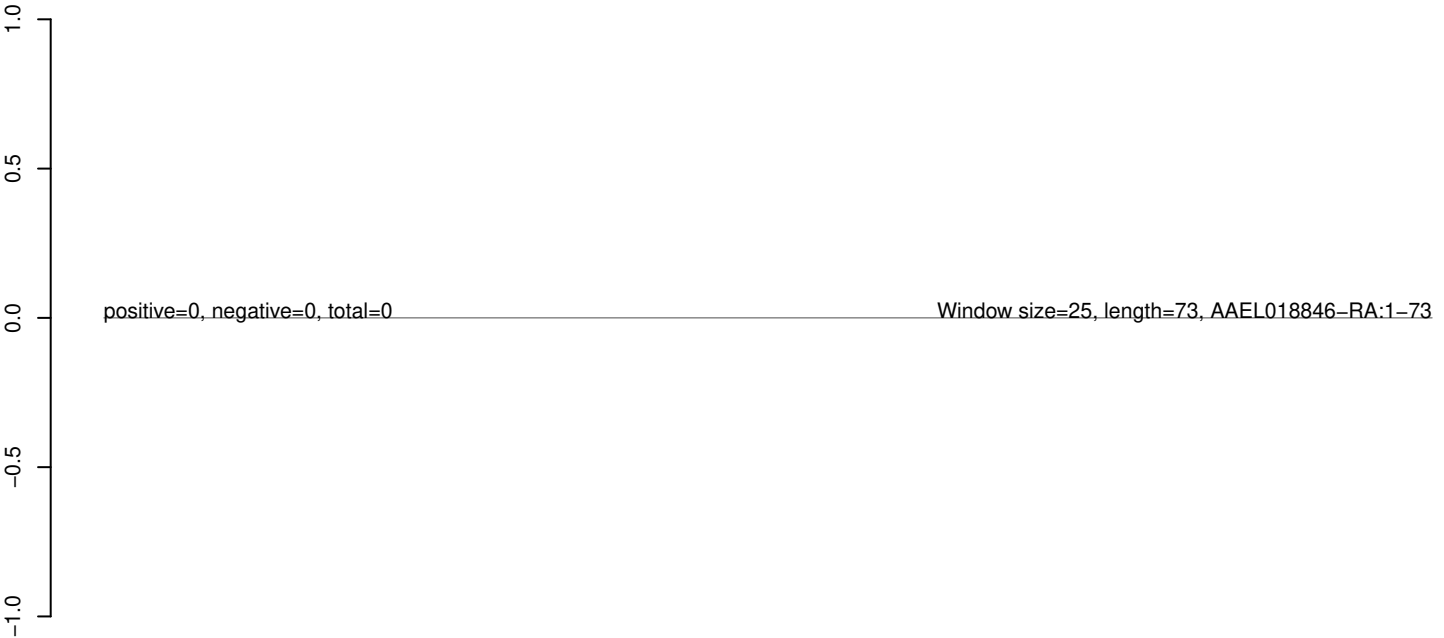 1.0
0.5
0.0
−0.5
−1.0
positive=0, negative=0, total=0
Window size=25, length=73, AAEL018846−RA:1−73